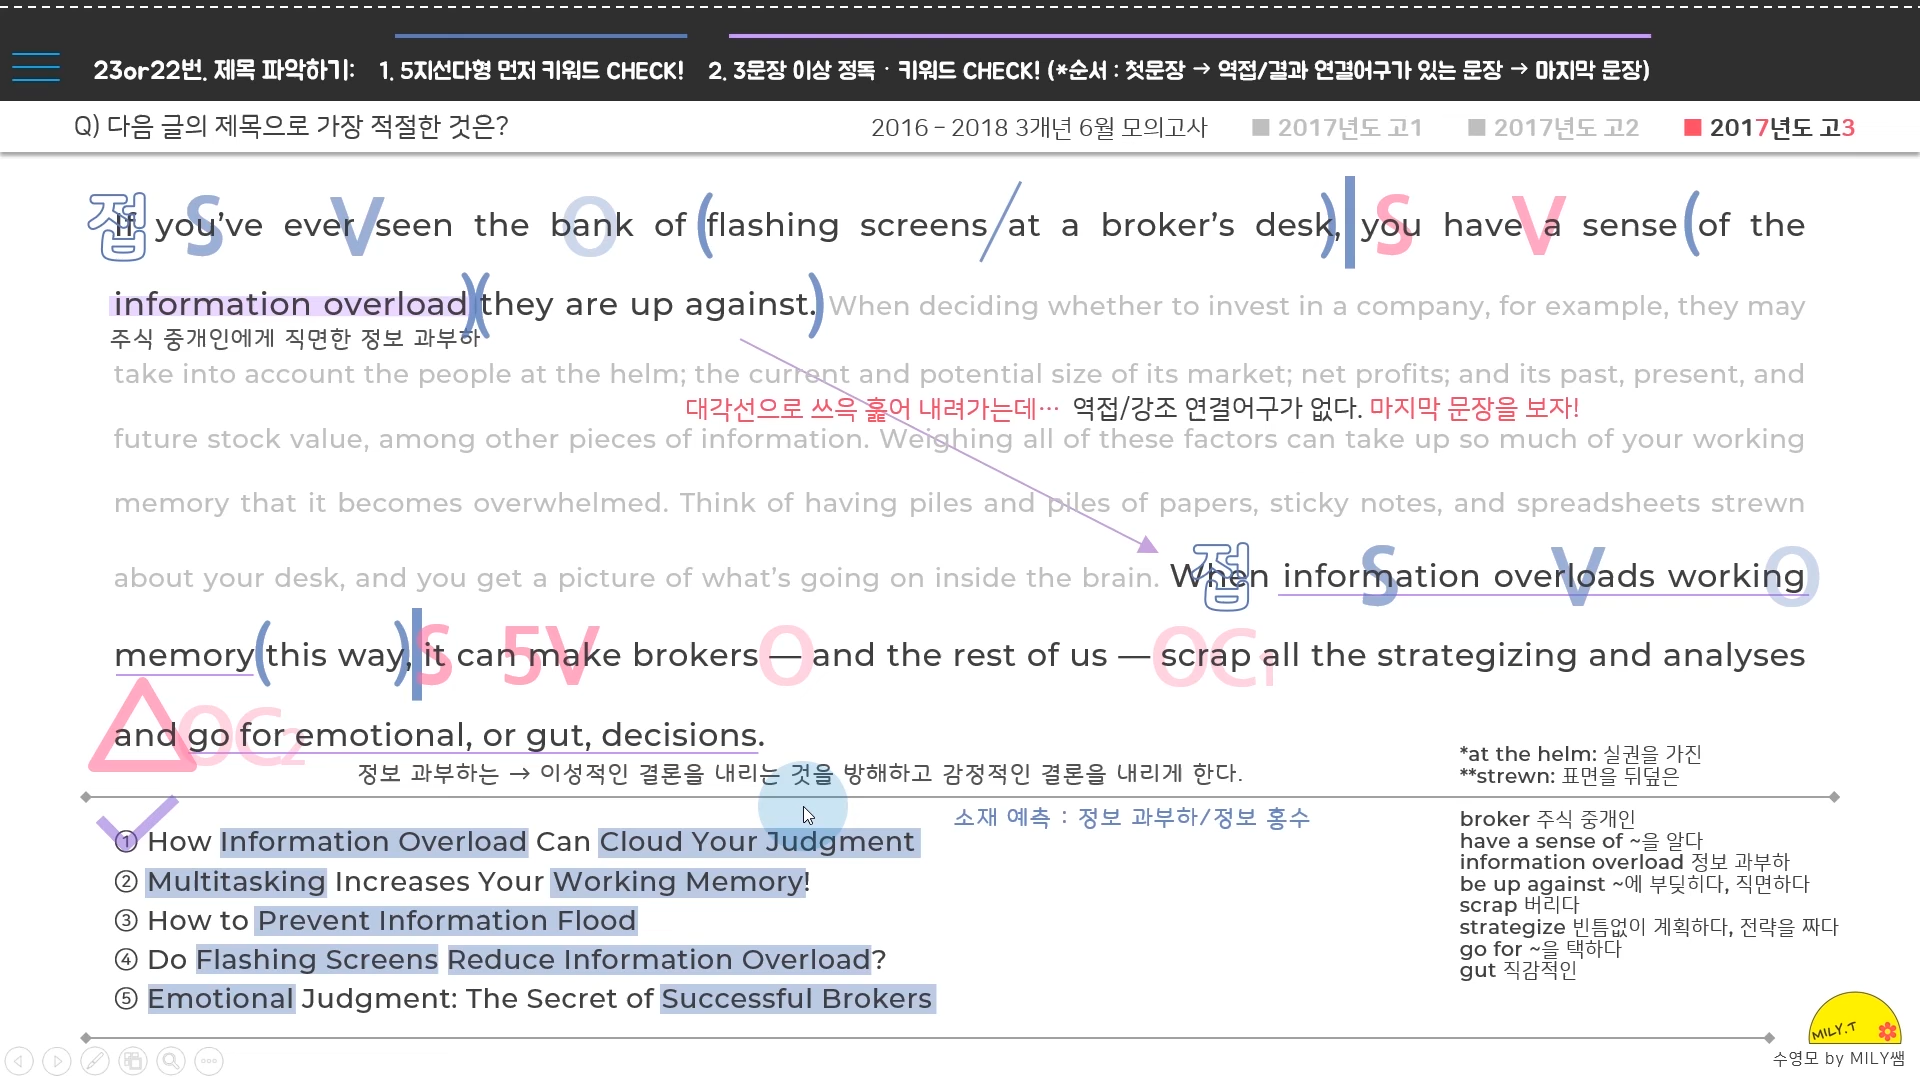 23or22번. 제목 파악하기: 1. 5지선다형 먼저 키워드 CHECK! 2. 3문장 이상 정독 · 키워드 CHECK! (*순서 : 첫문장 → 역접/결과 연결어구가 있는 문장 → 마지막 문장)
Q) 다음 글의 제목으로 가장 적절한 것은? 2016 – 2018 3개년 6월 모의고사 ■ 2017년도 고1 ■ 2017년도 고2 ■ 2017년도 고3
접 S V O S V
If you’ve ever seen the bank of (flashing screens / at a broker’s desk), you have a sense (of the
information overload) (they are up against.) When deciding whether to invest in a company, for example, they may
주식 중개인에게 직면한 정보 과부하
take into account the people at the helm; the current and potential size of its market; net profits; and its past, present, and
대각선으로 쓰윽 훑어 내려가는데… 역접/강조 연결어구가 없다. 마지막 문장을 보자!
future stock value, among other pieces of information. Weighing all of these factors can take up so much of your working
memory that it becomes overwhelmed. Think of having piles and piles of papers, sticky notes, and spreadsheets strewn
접 S V O
about your desk, and you get a picture of what’s going on inside the brain. When information overloads working
S 5V O OC1
memory (this way), it can make brokers — and the rest of us — scrap all the strategizing and analyses
OC2
and go for emotional, or gut, decisions.
정보 과부하는 → 이성적인 결론을 내리는 것을 방해하고 감정적인 결론을 내리게 한다.
*at the helm: 실권을 가진
**strewn: 표면을 뒤덮은
소재 예측 : 정보 과부하/정보 홍수
① How Information Overload Can Cloud Your Judgment
② Multitasking Increases Your Working Memory!
③ How to Prevent Information Flood
④ Do Flashing Screens Reduce Information Overload?
⑤ Emotional Judgment: The Secret of Successful Brokers
broker 주식 중개인
have a sense of ~을 알다
information overload 정보 과부하
be up against ~에 부딪히다, 직면하다
scrap 버리다
strategize 빈틈없이 계획하다, 전략을 짜다
go for ~을 택하다
gut 직감적인
MILY.T
수영모 by MILY쌤